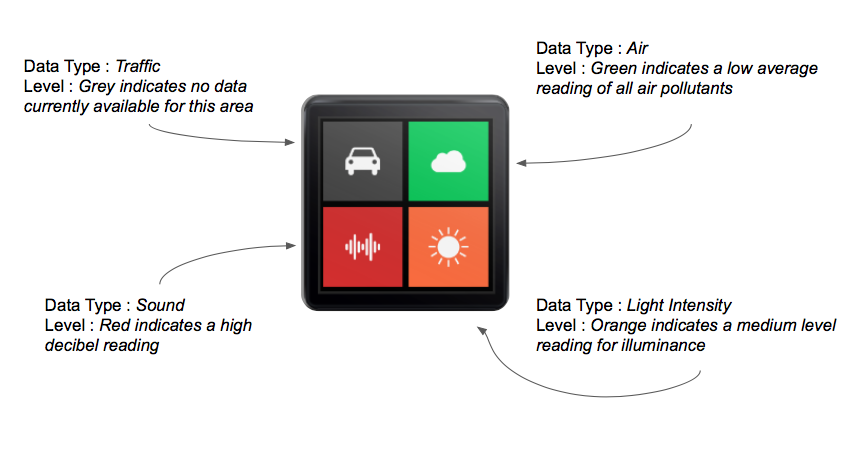 Data Type : Traffic
Level : Grey indicates no data
currently available for this area
Data Type : Air
Level : Green indicates a low average
reading of all air pollutants
Data Type : Sound
Level : Red indicates a high
decibel reading
Data Type : Light Intensity
Level : Orange indicates a medium level
reading for illuminance